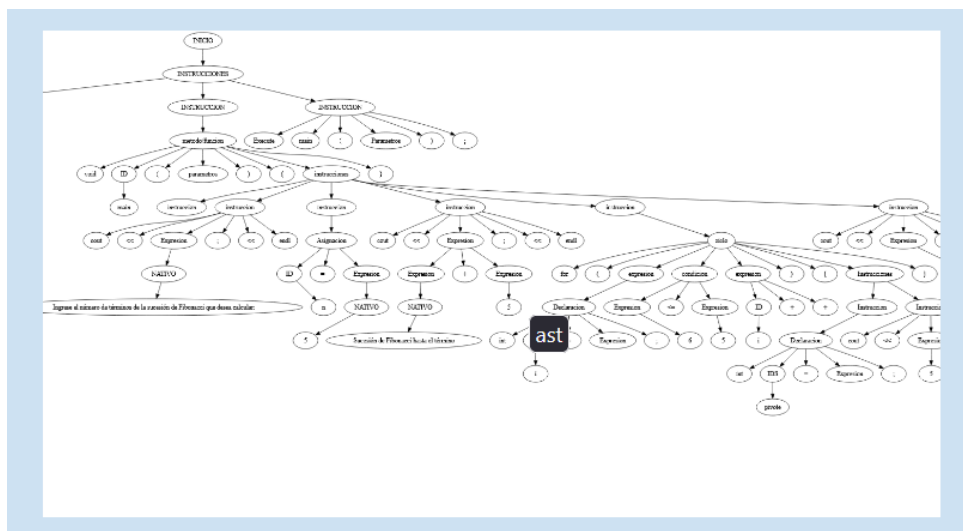 INICIO
INSTRUCCIONES
INSTRUCCION INSTRUCCION
metodo/funcion Execute main ( Parametros ) ;
void ID ( parametros ) { instrucciones }
main instruccion instruccion instruccion instruccion instruccion instruccion
cout << Expresion ; << endl Asignacion cout << Expresion ; << endl ciclo cout << Expresion
NATIVO ID = Expresion Expresion Expresion for ( expresion condicion expresion ) { Instrucciones }
Ingrese el número de términos de la sucesión de Fibonacci que desea calcular: n NATIVO NATIVO 5 Declaracion Expresion <= Expresion ID + + Instruccion
5 Sucesión de Fibonacci hasta el término int ast Expresion ; 6 5 i Declaracion cout <<
i int IDS = Expresion ; 5
pivote